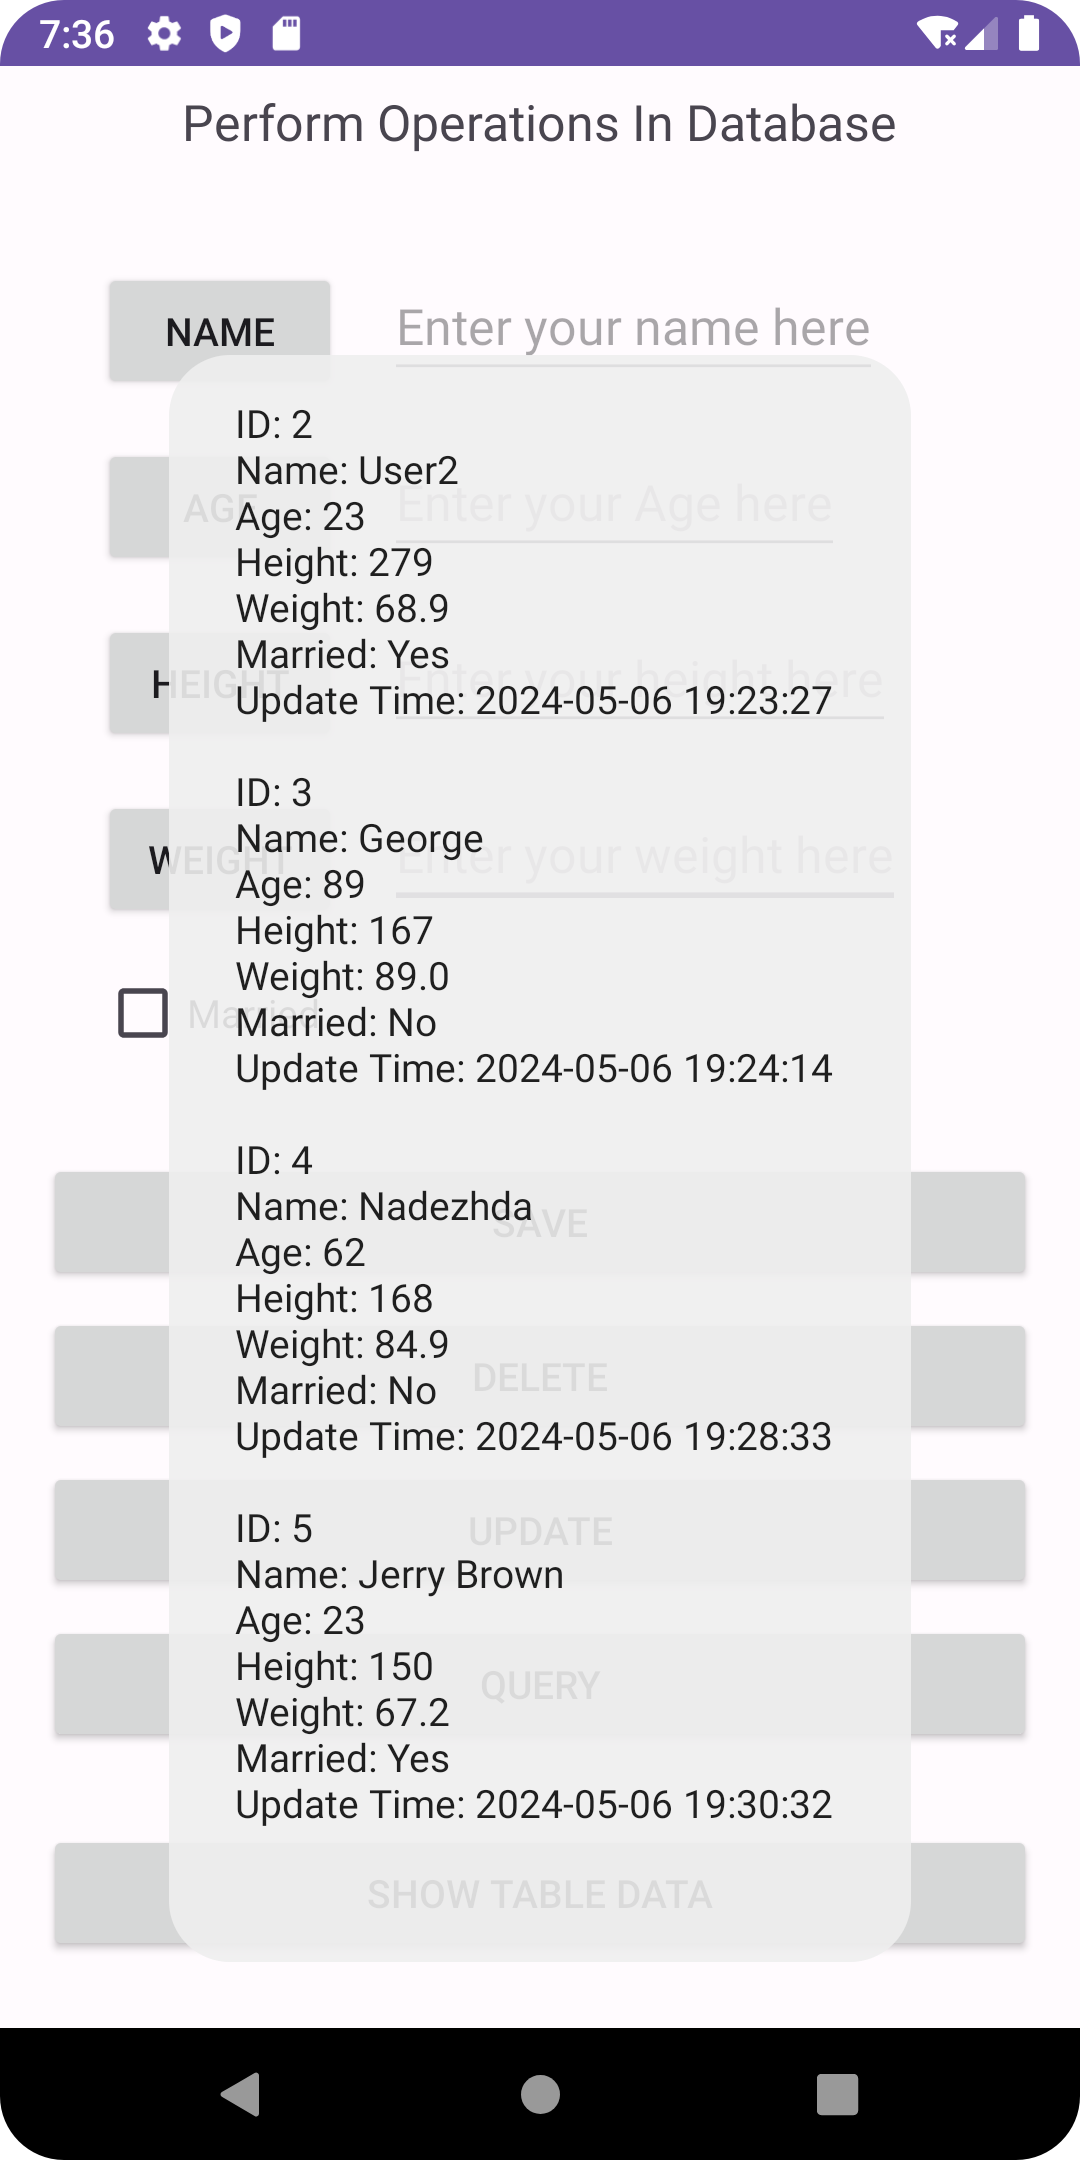 7:36
Perform Operations In Database
NAME
Enter your name here
ID: 2
Name: User2
AGE
Enter your Age here
Age: 23
Height: 279
Weight: 68.9
Married: Yes
HEIGHT
Enter your height here
Update Time: 2024-05-06 19:23:27
ID: 3
Name: George
WEIGHT
Enter your weight here
Age: 89
Height: 167
Weight: 89.0
Married
Married: No
Update Time: 2024-05-06 19:24:14
ID: 4
Name: Nadezhda
SAVE
Age: 62
Height: 168
Weight: 84.9
DELETE
Married: No
Update Time: 2024-05-06 19:28:33
ID: 5
UPDATE
Name: Jerry Brown
Age: 23
Height: 150
QUERY
Weight: 67.2
Married: Yes
Update Time: 2024-05-06 19:30:32
SHOW TABLE DATA